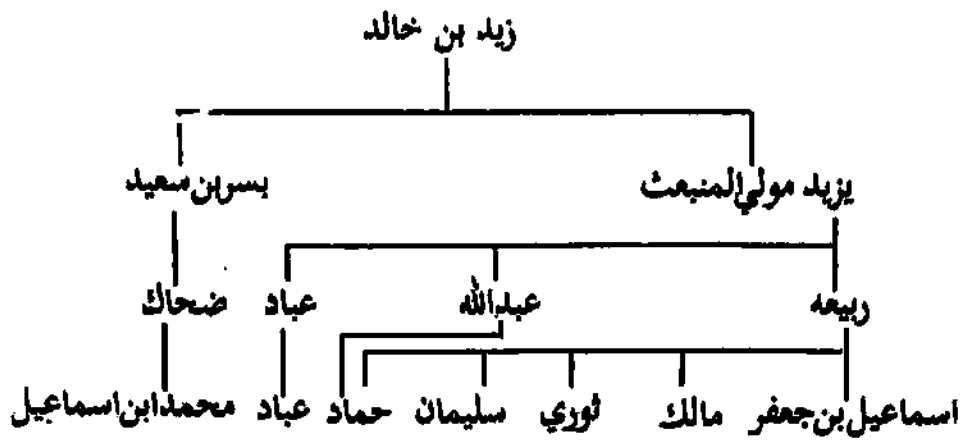 زيد بن خالد
يزيد مولي المنبعث بسر بن سعيد
ربيعه عبدالله عباد ضحاك
اسماعيل بن جعفر مالك ثوري سليمان حماد عباد محمد ابن اسماعيل